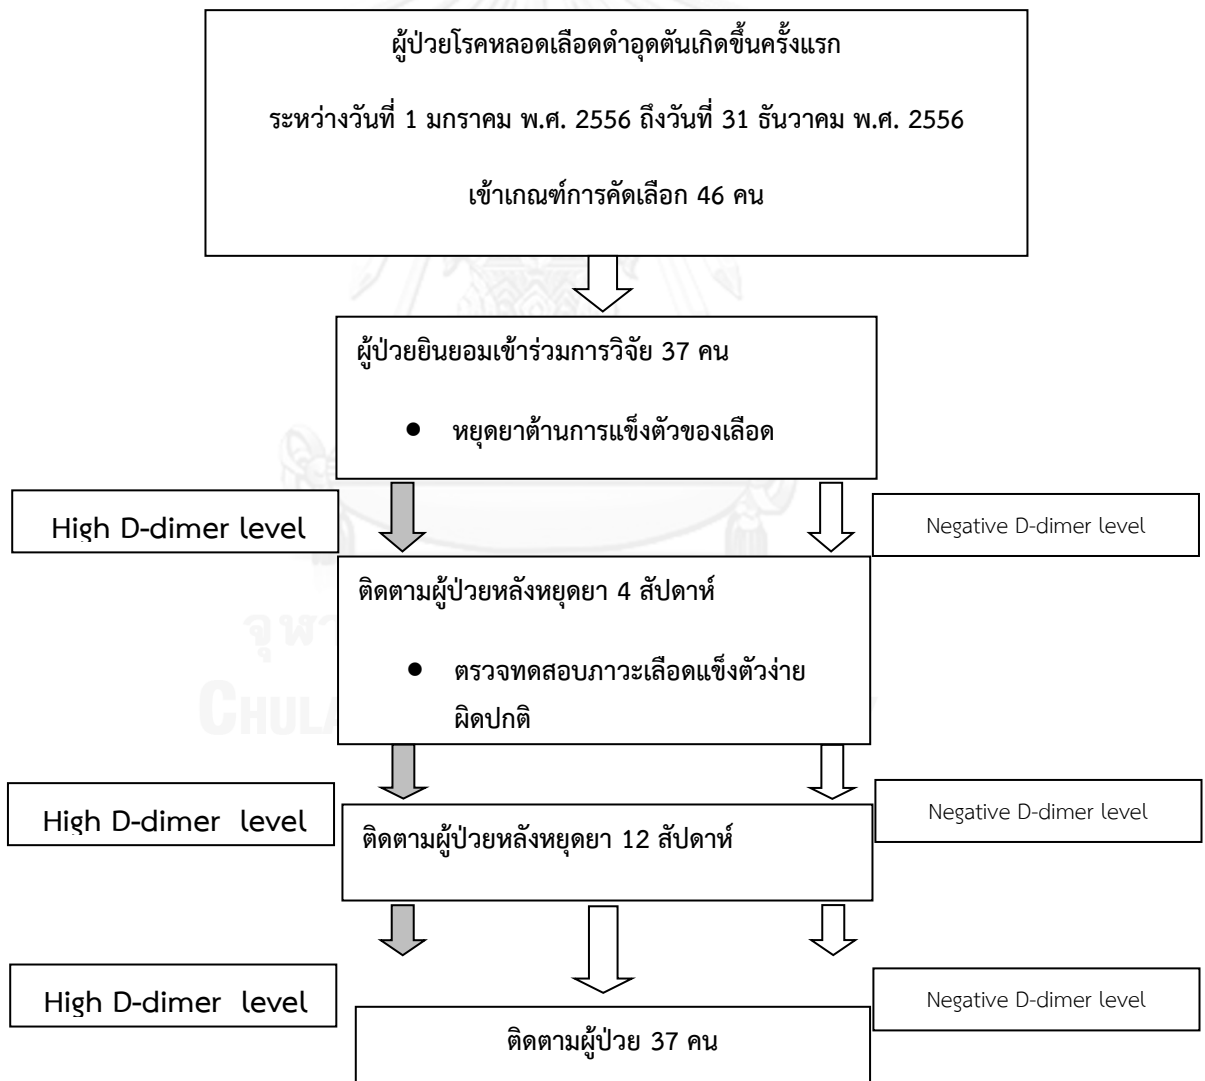 ผู้ป่วยโรคหลอดเลือดดำอุดตันเกิดขึ้นครั้งแรก
ระหว่างวันที่ 1 มกราคม พ.ศ. 2556 ถึงวันที่ 31 ธันวาคม พ.ศ. 2556
เข้าเกณฑ์การคัดเลือก 46 คน
ผู้ป่วยยินยอมเข้าร่วมการวิจัย 37 คน
• หยุดยาต้านการแข็งตัวของเลือด
High D-dimer level
Negative D-dimer level
ติดตามผู้ป่วยหลังหยุดยา 4 สัปดาห์
• ตรวจทดสอบภาวะเลือดแข็งตัวง่าย
ผิดปกติ
High D-dimer level
Negative D-dimer level
ติดตามผู้ป่วยหลังหยุดยา 12 สัปดาห์
High D-dimer level
Negative D-dimer level
ติดตามผู้ป่วย 37 คน